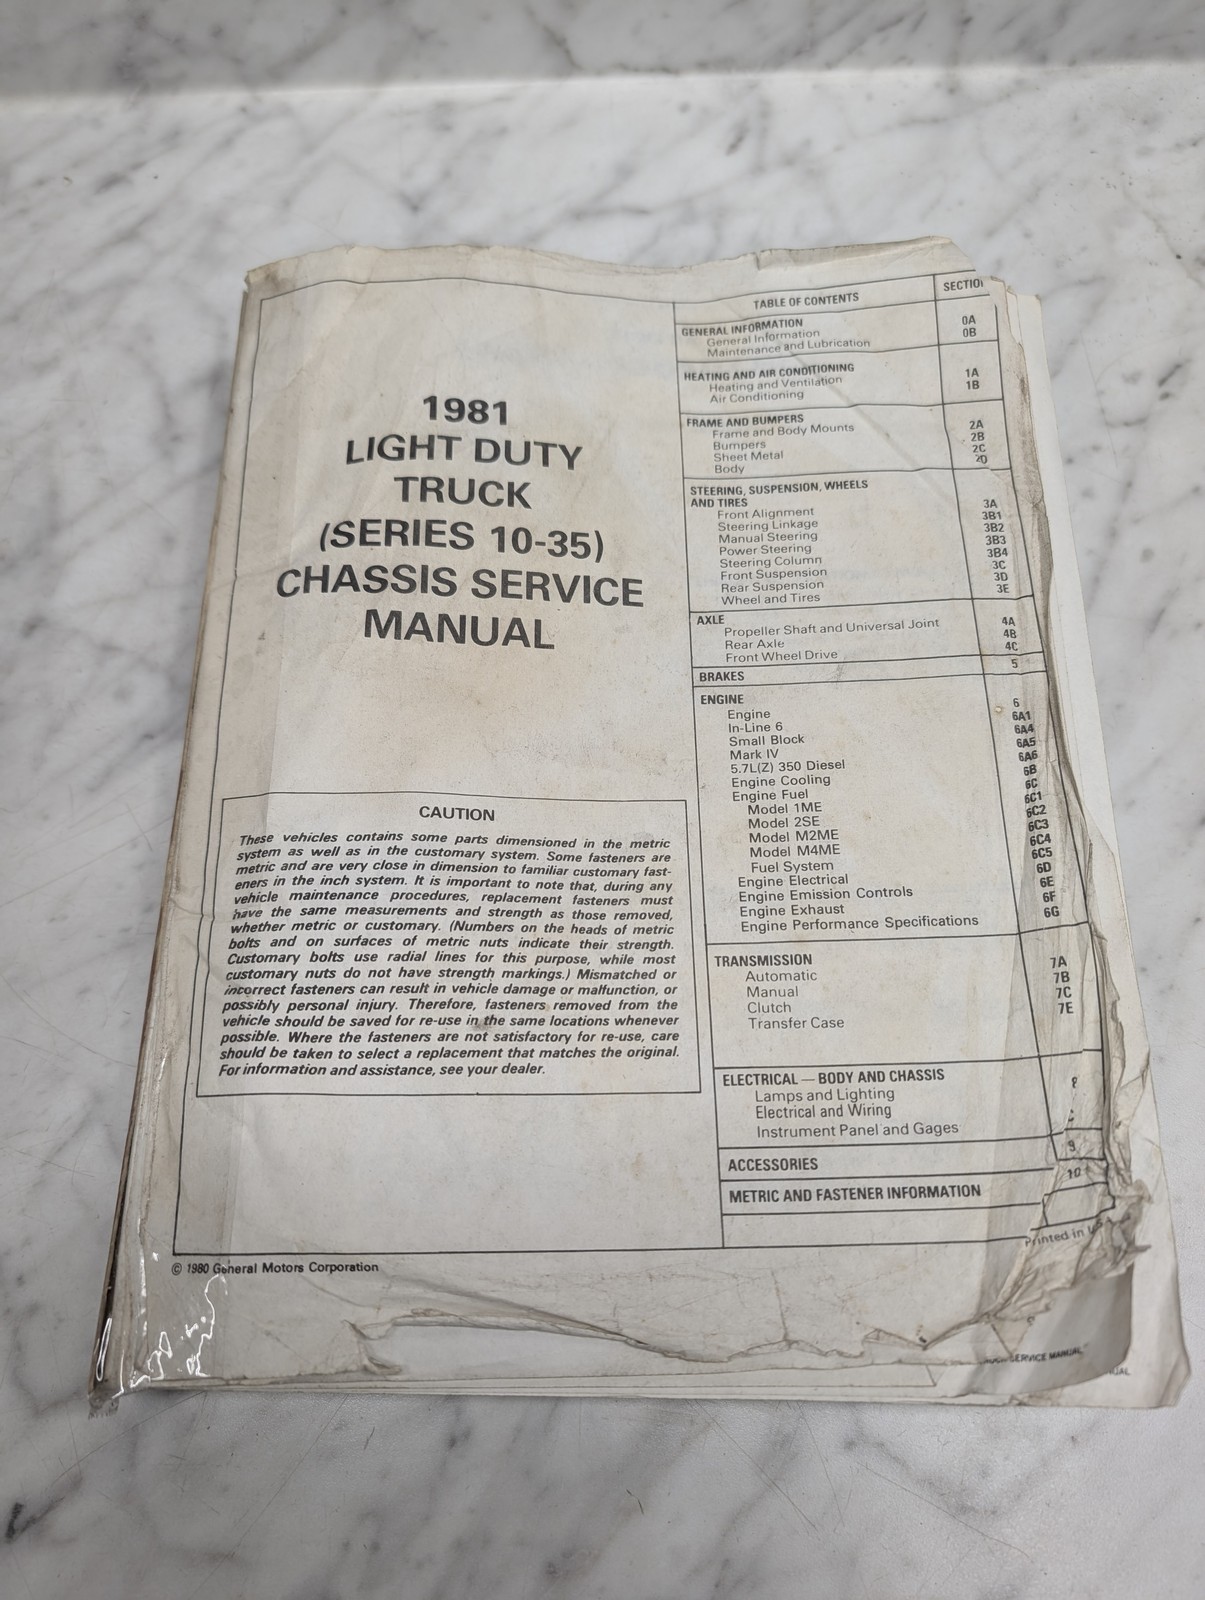 1981
LIGHT DUTY
TRUCK
(SERIES 10-35)
CHASSIS SERVICE
MANUAL
CAUTION
These vehicles contains some parts dimensioned in the metric
system as well as in the customary system. Some fasteners are
metric and are very close in dimension to familiar customary fast-
eners in the inch system. It is important to note that, during any
vehicle maintenance procedures, replacement fasteners must
have the same measurements and strength as those removed,
whether metric or customary. (Numbers on the heads of metric
bolts and on surfaces of metric nuts indicate their strength.
Customary bolts use radial lines for this purpose, while most
customary nuts do not have strength markings.) Mismatched or
incorrect fasteners can result in vehicle damage or malfunction, or
possibly personal injury. Therefore, fasteners removed from the
vehicle should be saved for re-use in the same locations whenever
possible. Where the fasteners are not satisfactory for re-use, care
should be taken to select a replacement that matches the original.
For information and assistance, see your dealer.
© 1980 General Motors Corporation
TABLE OF CONTENTS SECTIO
GENERAL INFORMATION
General Information 0A
Maintenance and Lubrication 0B
HEATING AND AIR CONDITIONING
Heating and Ventilation 1A
Air Conditioning 1B
FRAME AND BUMPERS
Frame and Body Mounts 2A
Bumpers 2B
Sheet Metal 2C
Body 2D
STEERING, SUSPENSION, WHEELS
AND TIRES
Front Alignment 3A
Steering Linkage 3B1
Manual Steering 3B2
Power Steering 3B3
Steering Column 3B4
Front Suspension 3C
Rear Suspension 3D
Wheel and Tires 3E
AXLE
Propeller Shaft and Universal Joint 4A
Rear Axle 4B
Front Wheel Drive 4C
BRAKES 5
ENGINE
Engine 6
In-Line 6 6A1
Small Block 6A4
Mark IV 6A5
5.7L(Z) 350 Diesel 6A6
Engine Cooling 6B
Engine Fuel 6C
Model 1ME 6C1
Model 2SE 6C2
Model M2ME 6C3
Model M4ME 6C4
Fuel System 6C5
Engine Electrical 6D
Engine Emission Controls 6E
Engine Exhaust 6F
Engine Performance Specifications 6G
TRANSMISSION
Automatic 7A
Manual 7B
Clutch 7C
Transfer Case 7E
ELECTRICAL — BODY AND CHASSIS
Lamps and Lighting
Electrical and Wiring
Instrument Panel and Gages
ACCESSORIES 9
METRIC AND FASTENER INFORMATION 10
Printed in
SERVICE MANUAL